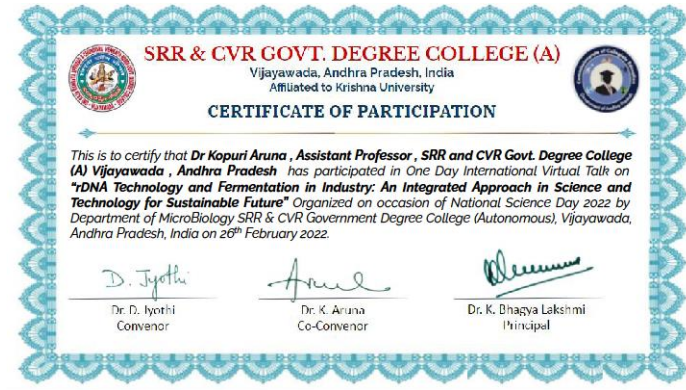 SRR & CVR GOVT. DEGREE COLLEGE (A)
Vijayawada, Andhra Pradesh, India
Affiliated to Krishna University
CERTIFICATE OF PARTICIPATION
This is to certify that Dr Kopuri Aruna , Assistant Professor , SRR and CVR Govt. Degree College
(A) Vijayawada , Andhra Pradesh has participated in One Day International Virtual Talk on
"rDNA Technology and Fermentation in Industry: An Integrated Approach in Science and
Technology for Sustainable Future" Organized on occasion of National Science Day 2022 by
Department of MicroBiology SRR & CVR Government Degree College (Autonomous), Vijayawada,
Andhra Pradesh, India on 26th February 2022.
D. Jyothi
Dr. D. Jyothi
Convenor
Aruna
Dr. K. Aruna
Co-Convenor
Dr. K. Bhagya Lakshmi
Principal